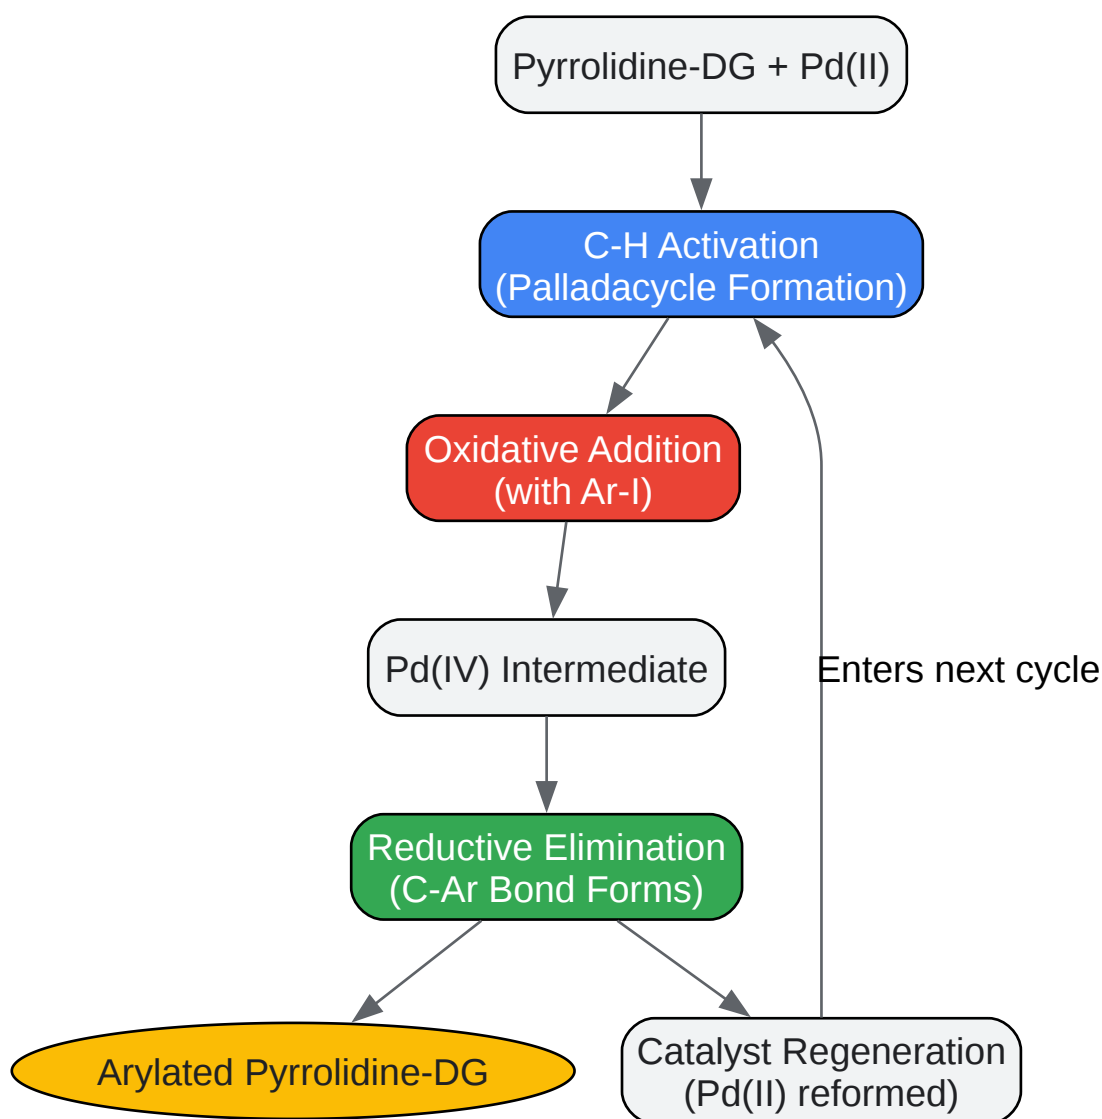 Pyrrolidine-DG + Pd(II)
C-H Activation
(Palladacycle Formation)
Oxidative Addition
(with Ar-I)
Pd(IV) Intermediate
Enters next cycle
Reductive Elimination
(C-Ar Bond Forms)
Arylated Pyrrolidine-DG
Catalyst Regeneration
(Pd(II) reformed)